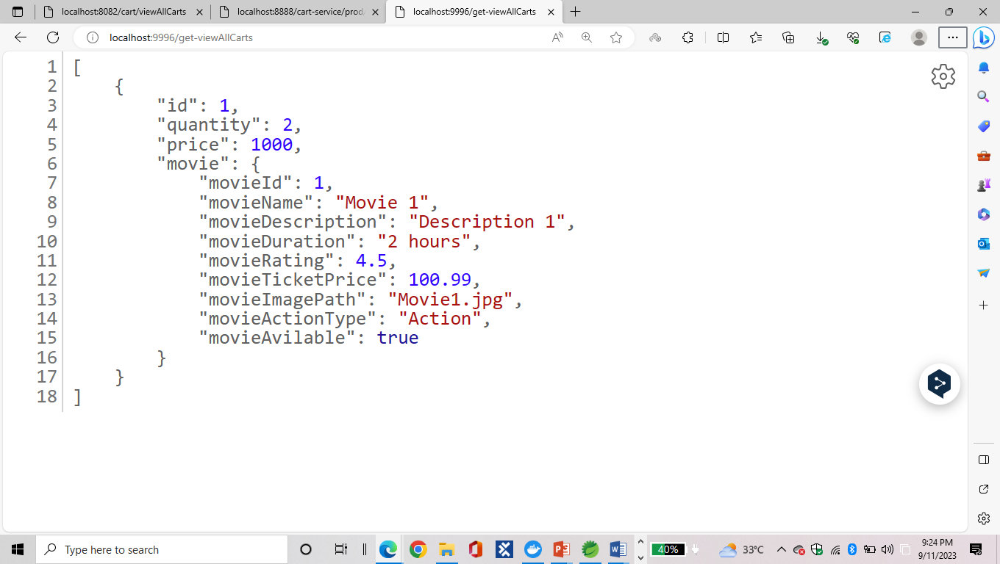 localhost:8082/cart/viewAllCarts
localhost:8888/cart-service/prod/
localhost:9996/get-viewAllCarts
localhost:9996/get-viewAllCarts
1 [
2 {
3 "id": 1,
4 "quantity": 2,
5 "price": 1000,
6 "movie": {
7 "movieId": 1,
8 "movieName": "Movie 1",
9 "movieDescription": "Description 1",
10 "movieDuration": "2 hours",
11 "movieRating": 4.5,
12 "movieTicketPrice": 100.99,
13 "movieImagePath": "Movie1.jpg",
14 "movieActionType": "Action",
15 "movieAvilable": true
16 }
17 }
18 ]
Type here to search
40%
33°C
9:24 PM
9/11/2023